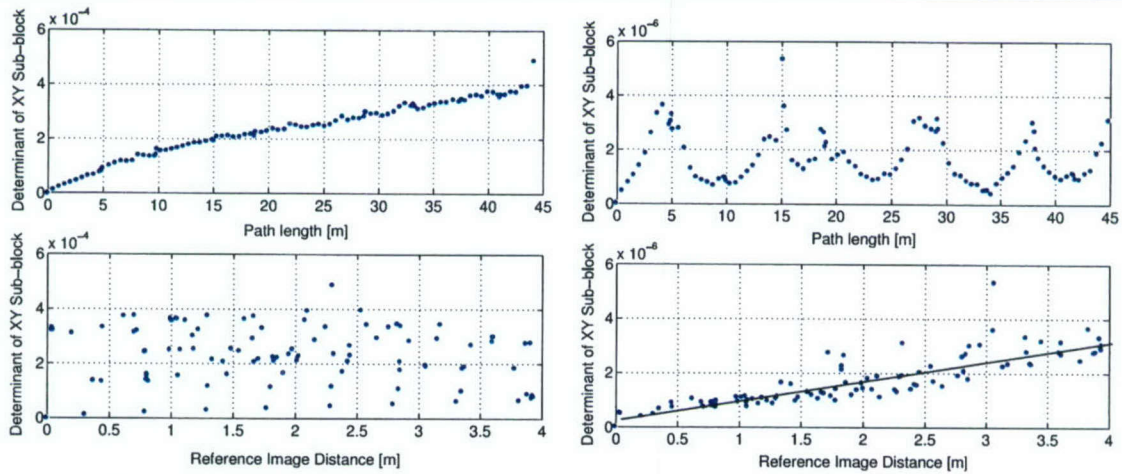 x 10⁻⁴
Determinant of XY Sub-block
6
4
2
0
0 5 10 15 20 25 30 35 40 45
Path length [m]
x 10⁻⁶
Determinant of XY Sub-block
6
4
2
0
0 5 10 15 20 25 30 35 40 45
Path length [m]
x 10⁻⁴
Determinant of XY Sub-block
6
4
2
0
0 0.5 1 1.5 2 2.5 3 3.5 4
Reference Image Distance [m]
x 10⁻⁶
Determinant of XY Sub-block
6
4
2
0
0 0.5 1 1.5 2 2.5 3 3.5 4
Reference Image Distance [m]